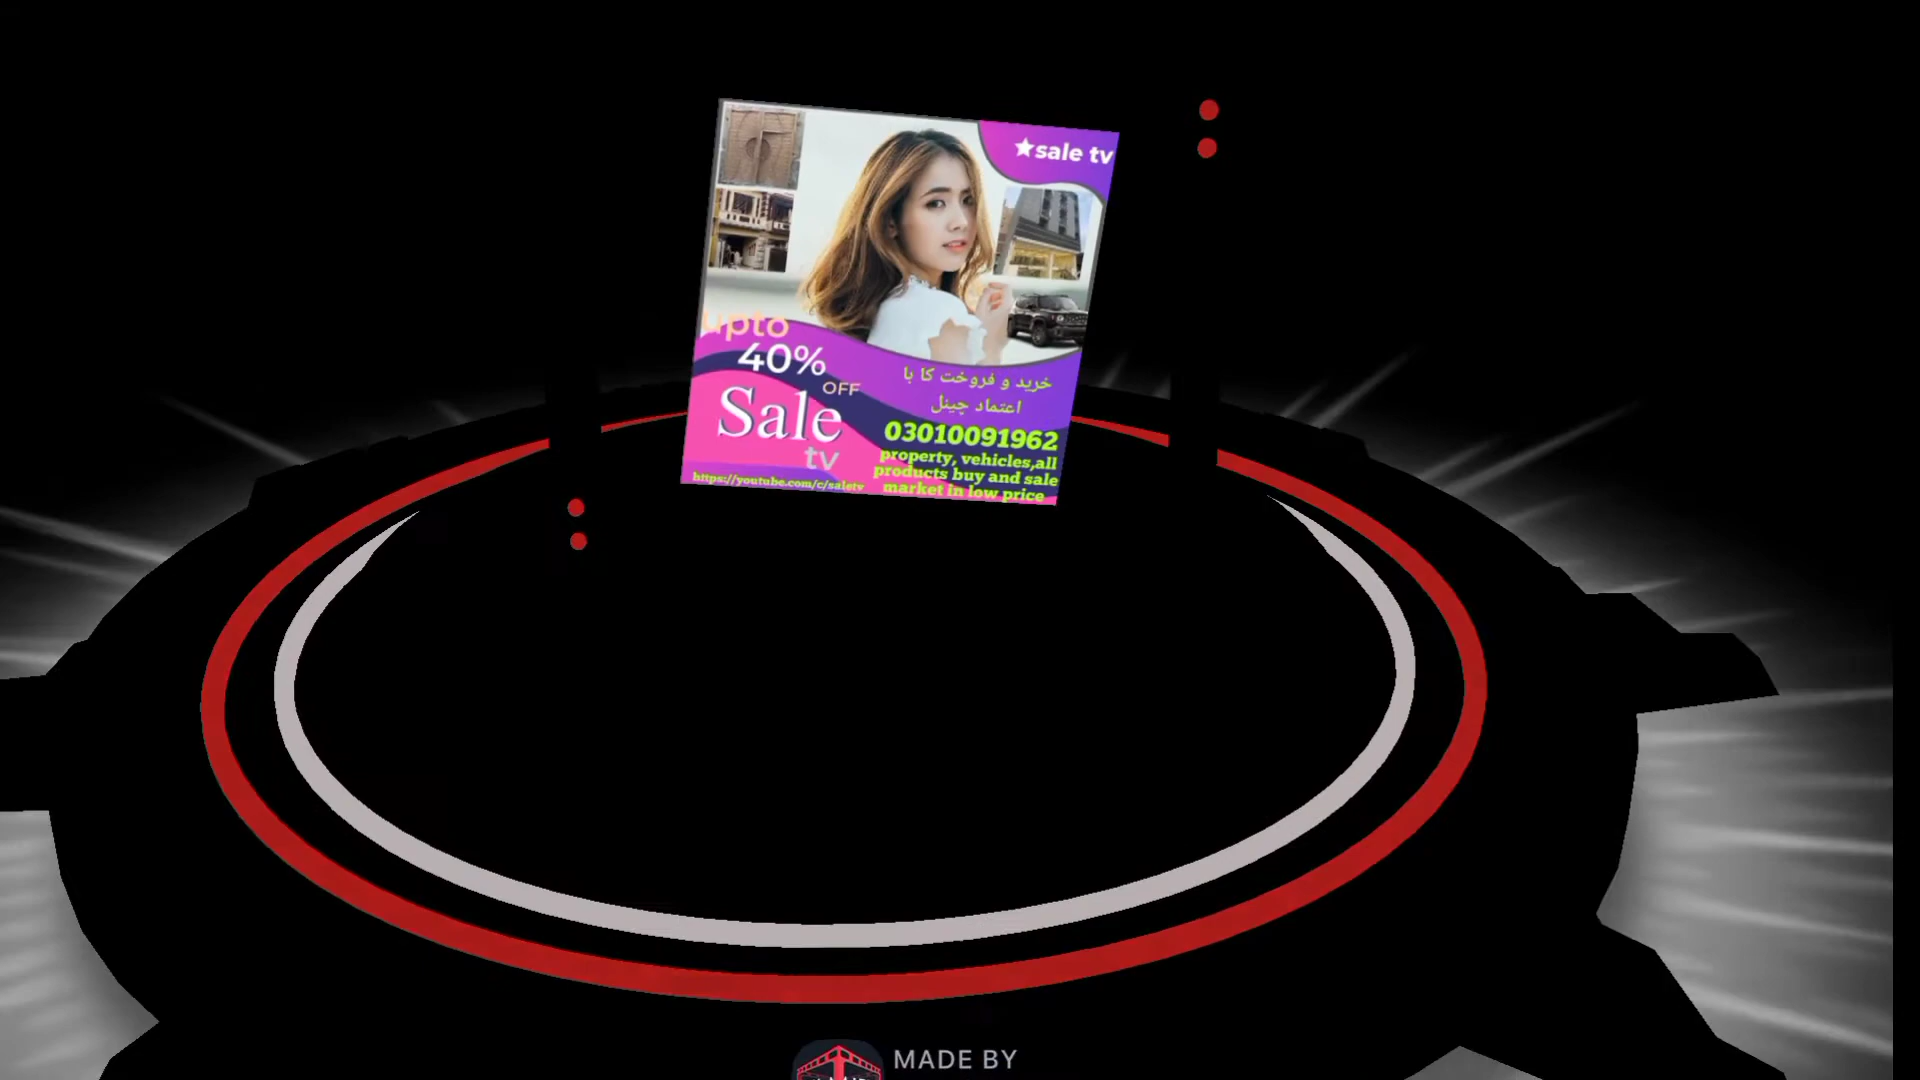 ★sale tv
upto
40%
OFF
Sale
tv
https://youtube.com/c/saletv
خرید و فروخت کا با
اعتماد چینل
03010091962
property, vehicles,all
products buy and sale
market in low price
MADE BY